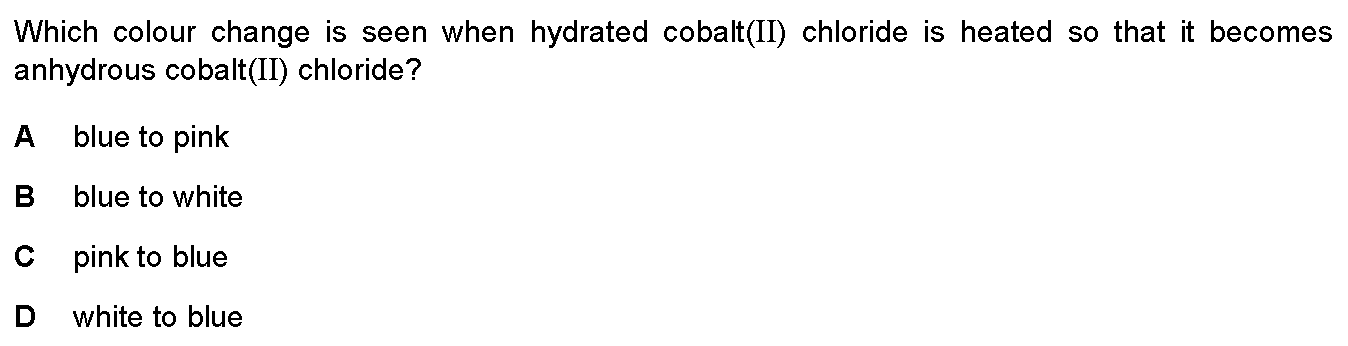 Which colour change is seen when hydrated cobalt(II) chloride is heated so that it becomes
anhydrous cobalt(II) chloride?
A blue to pink
B blue to white
C pink to blue
D white to blue